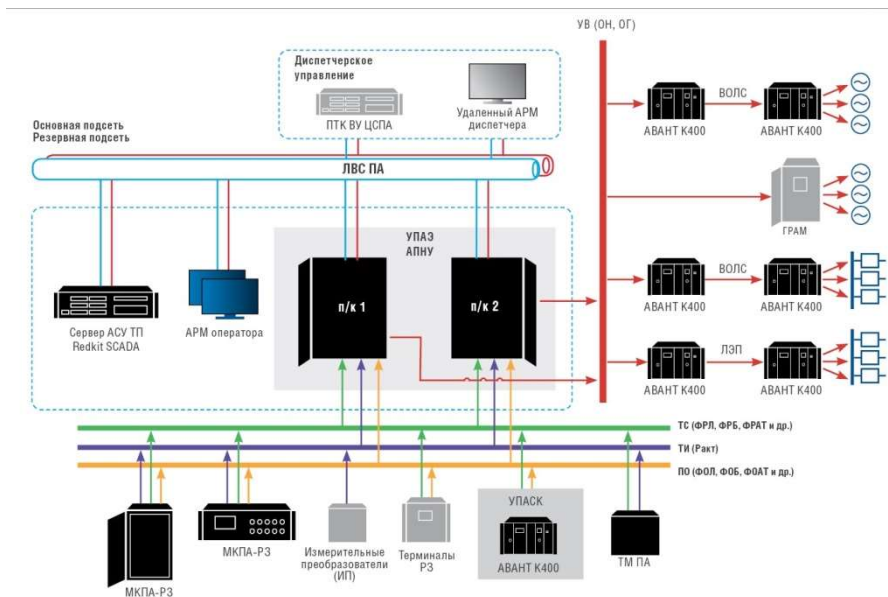 УВ (ОН, ОГ)
Диспетчерское
управление
ПТК ВУ ЦСПА
Удаленный АРМ
диспетчера
Основная подсеть
Резервная подсеть
ЛВС ПА
АВАНТ К400
ВОЛС
АВАНТ К400
ГРАМ
УПАЗ
АПНУ
п/к 1
п/к 2
Сервер АСУ ТП
Redkit SCADA
АРМ оператора
АВАНТ К400
ВОЛС
АВАНТ К400
АВАНТ К400
ЛЭП
АВАНТ К400
ТС (ФРЛ, ФРБ, ФРАТ и др.)
ТИ (Ракт)
ПО (ФОЛ, ФОБ, ФОАТ и др.)
МКПА-РЗ
МКПА-РЗ
Измерительные
преобразователи
(ИП)
Терминалы
РЗ
УПАСК
АВАНТ К400
ТМ ПА